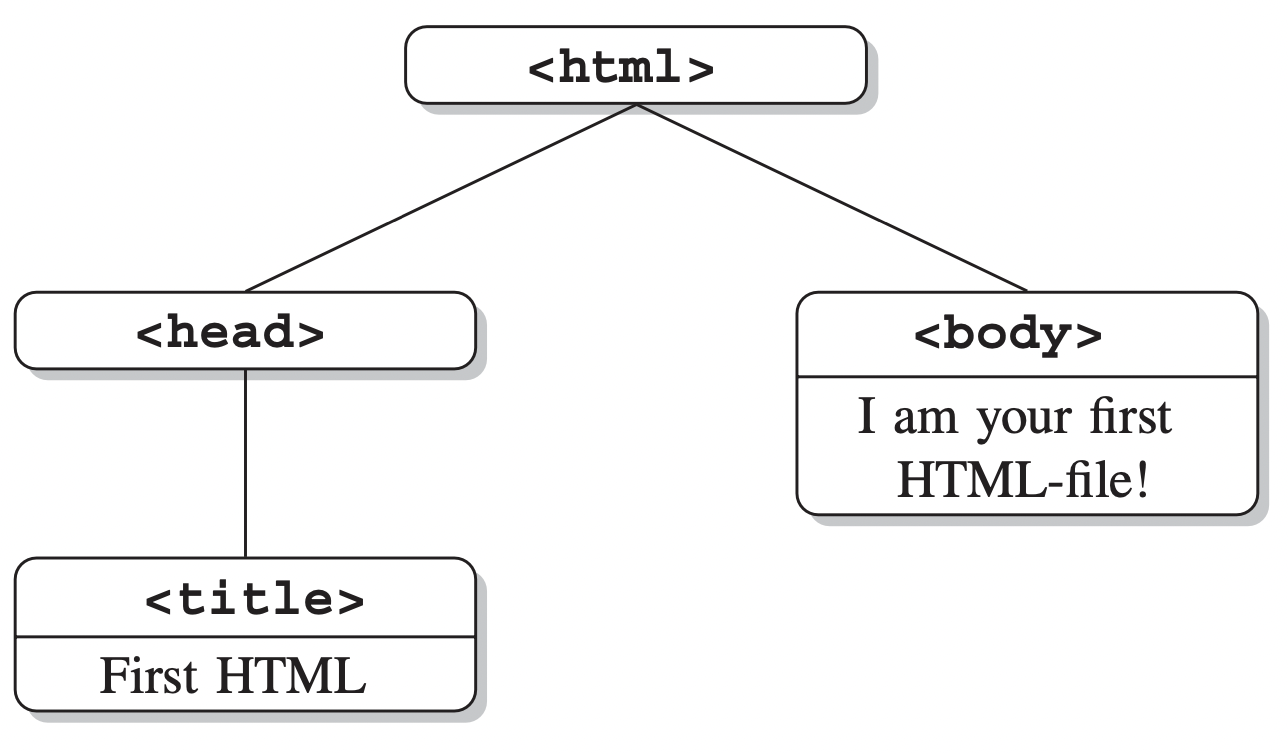 <html>
<head>
<body>
I am your first
HTML-file!
<title>
First HTML